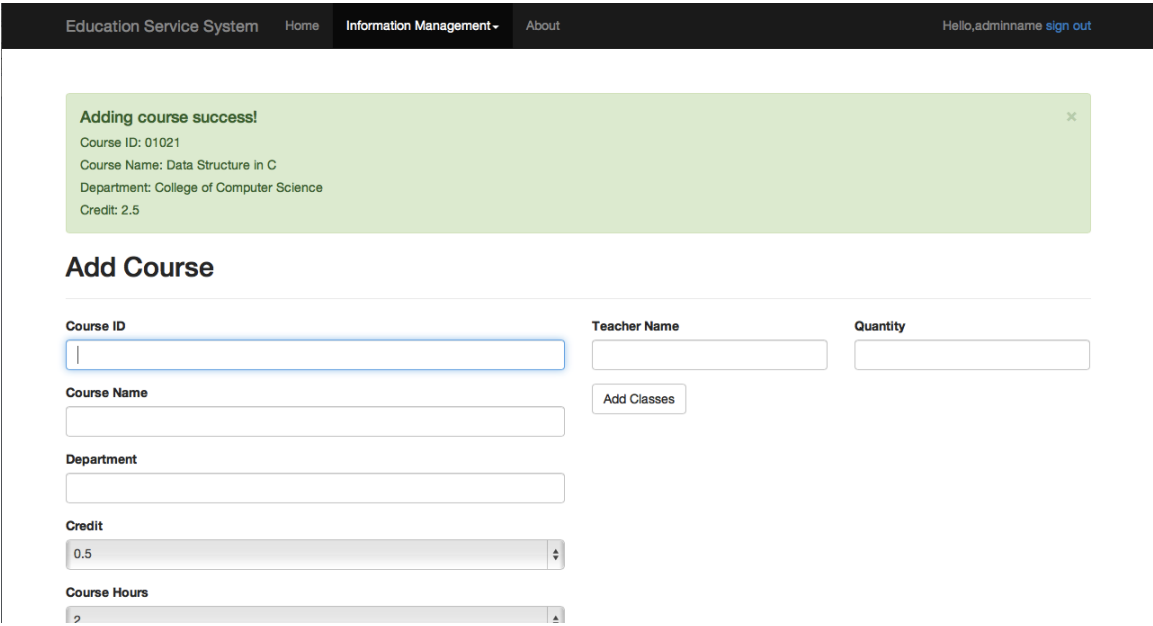 Education Service System Home Information Management About Hello,adminname sign out
Adding course success! ×
Course ID: 01021
Course Name: Data Structure in C
Department: College of Computer Science
Credit: 2.5
Add Course
Course ID Teacher Name Quantity
Course Name
Add Classes
Department
Credit
0.5
Course Hours
2